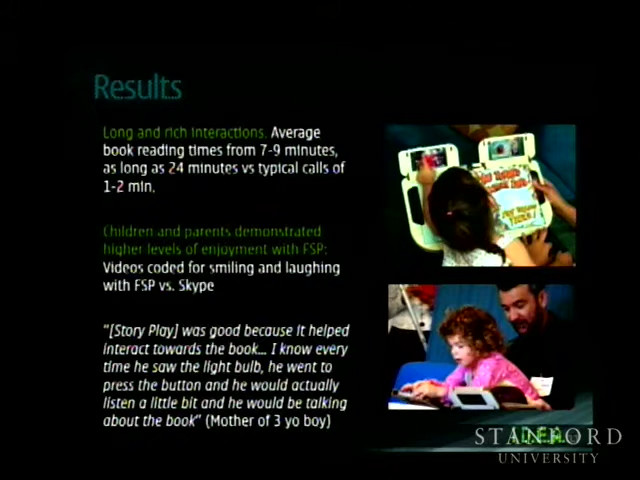 Results
Long and rich interactions. Average
book reading times from 7-9 minutes,
as long as 24 minutes vs typical calls of
1-2 min.
Children and parents demonstrated
higher levels of enjoyment with FSP:
Videos coded for smiling and laughing
with FSP vs. Skype
"[Story Play] was good because it helped
interact towards the book... I know every
time he saw the light bulb, he went to
press the button and he would actually
listen a little bit and he would be talking
about the book" (Mother of 3 yo boy)
STANFORD
UNIVERSITY